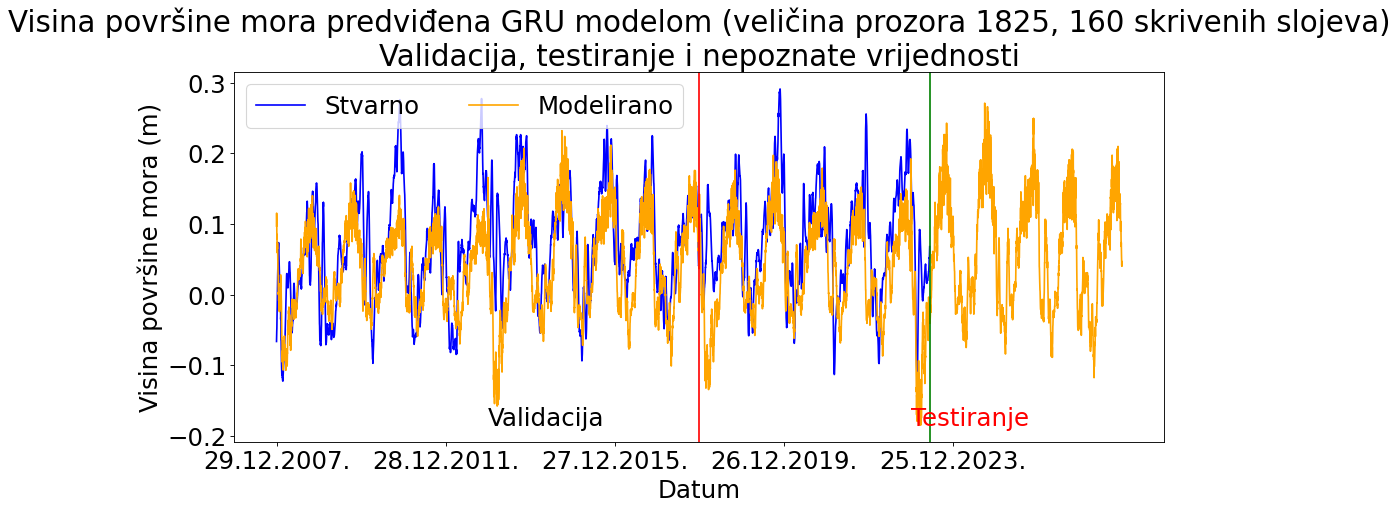 Visina površine mora predviđena GRU modelom (veličina prozora 1825, 160 skrivenih slojeva)
Validacija, testiranje i nepoznate vrijednosti
Stvarno
Modelirano
Visina površine mora (m)
0.3
0.2
0.1
0.0
−0.1
−0.2
Validacija
Testiranje
29.12.2007.
28.12.2011.
27.12.2015.
26.12.2019.
25.12.2023.
Datum